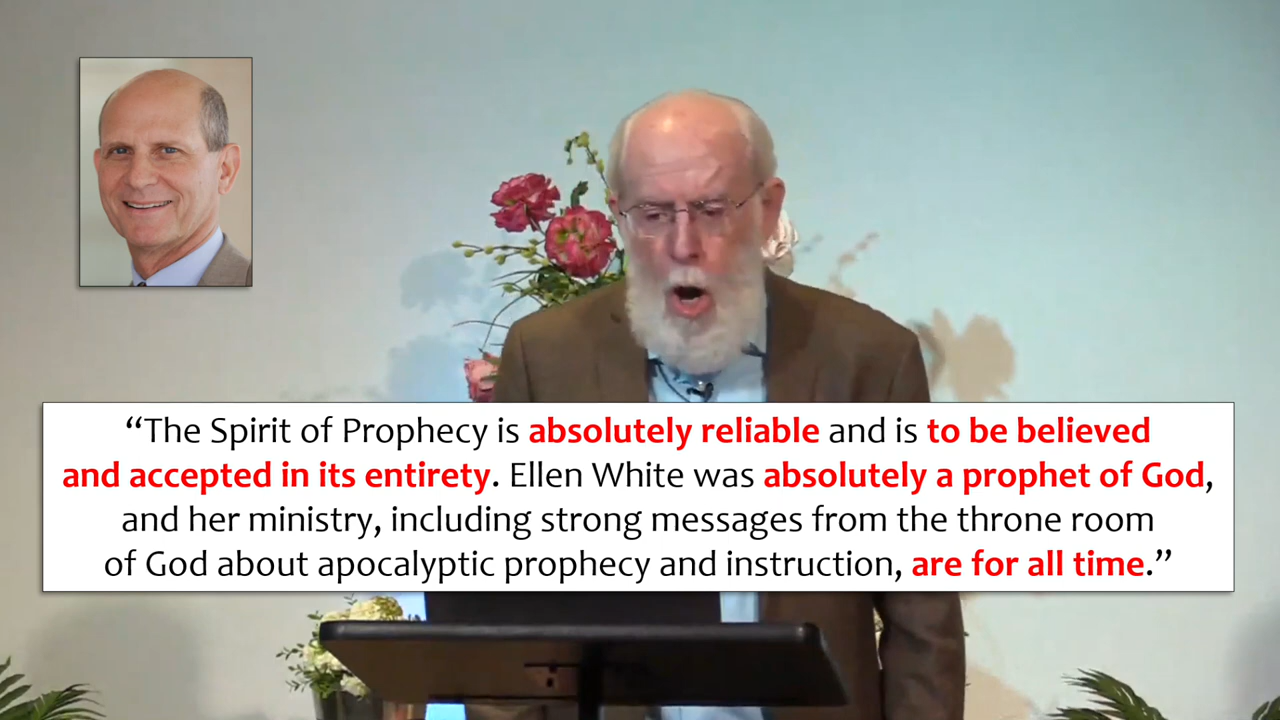 “The Spirit of Prophecy is absolutely reliable and is to be believed
and accepted in its entirety. Ellen White was absolutely a prophet of God,
and her ministry, including strong messages from the throne room
of God about apocalyptic prophecy and instruction, are for all time.”